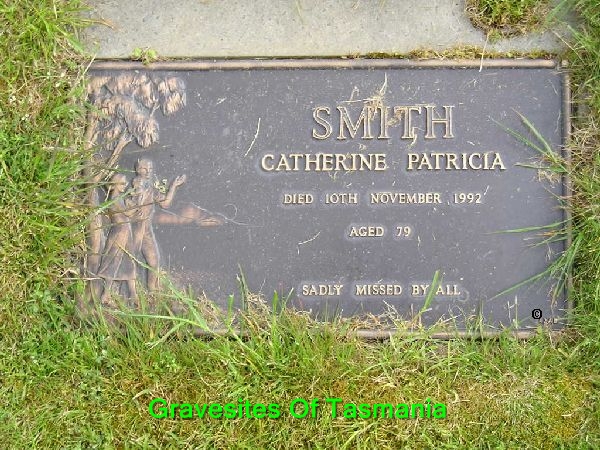 SMITH
CATHERINE PATRICIA
DIED 10TH NOVEMBER 1992
AGED 79
SADLY MISSED BY ALL
©
Gravesites Of Tasmania